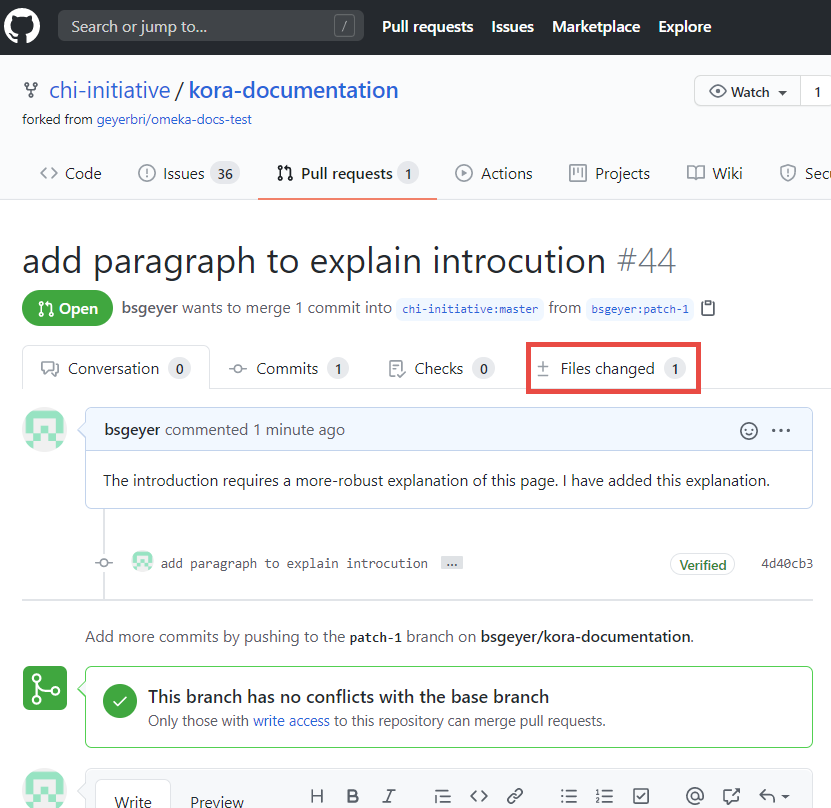 Search or jump to... /
Pull requests Issues Marketplace Explore
chi-initiative / kora-documentation
Watch 1
forked from geyerbri/omeka-docs-test
Code Issues 36 Pull requests 1 Actions Projects Wiki Secu
add paragraph to explain introcution #44
Open bsgeyer wants to merge 1 commit into chi-initiative:master from bsgeyer:patch-1
Conversation 0 Commits 1 Checks 0 Files changed 1
bsgeyer commented 1 minute ago
The introduction requires a more-robust explanation of this page. I have added this explanation.
add paragraph to explain introcution ... Verified 4d40cb3
Add more commits by pushing to the patch-1 branch on bsgeyer/kora-documentation.
This branch has no conflicts with the base branch
Only those with write access to this repository can merge pull requests.
Write Preview H B I @